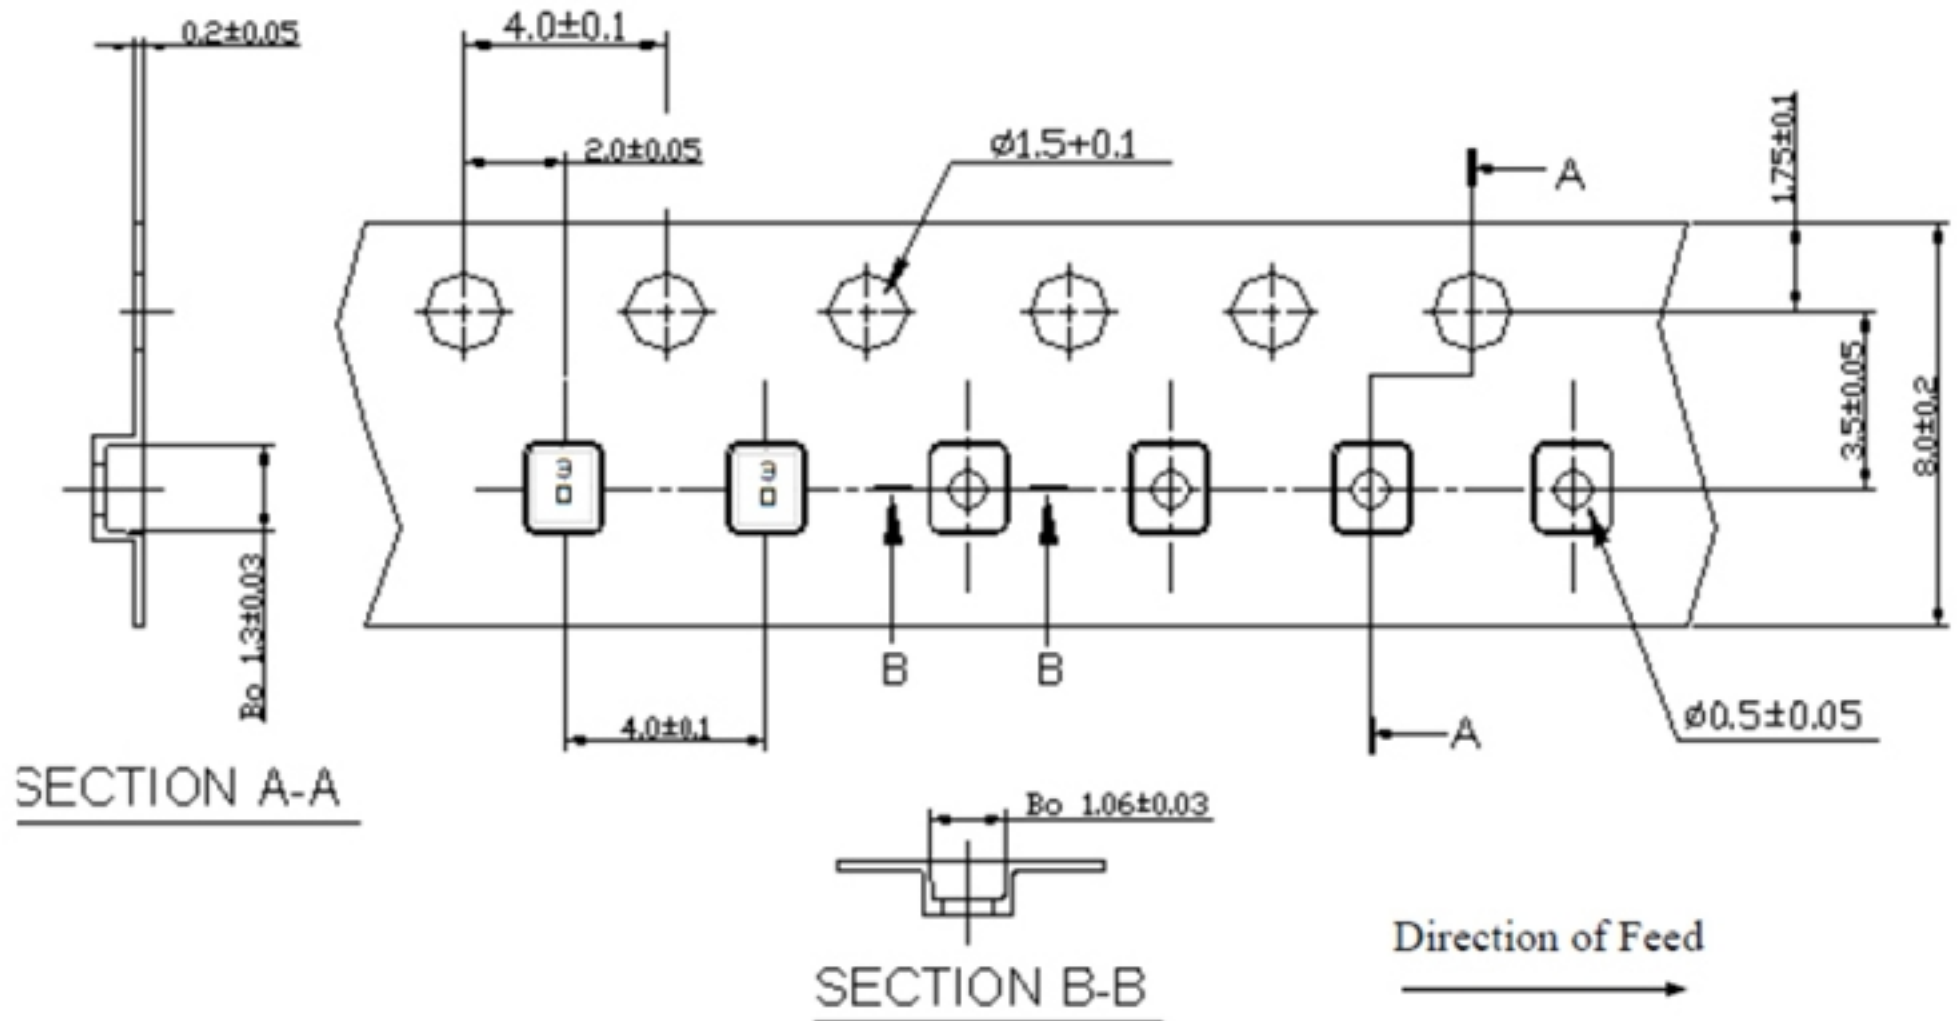 0.2±0.05
4.0±0.1
2.0±0.05
ø1.5+0.1
A
1.75±0.1
3.5±0.05
8.0±0.2
Bo 1.3±0.03
B
B
4.0±0.1
A
ø0.5±0.05
SECTION A-A
Bo 1.06±0.03
SECTION B-B
Direction of Feed